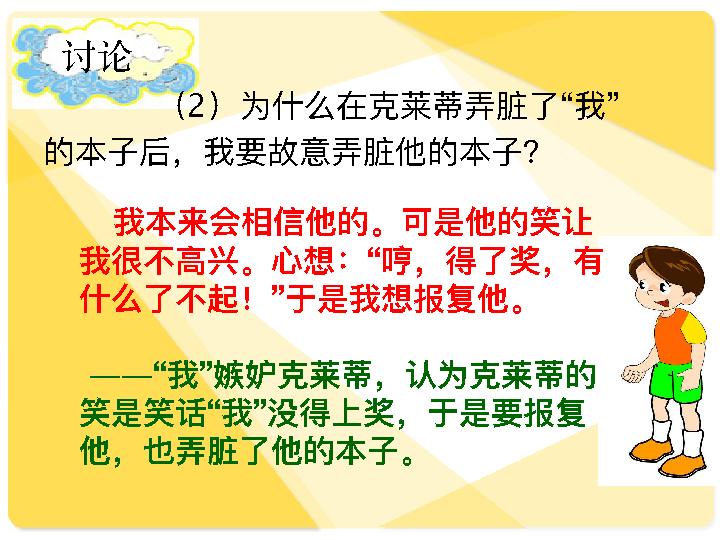 讨论
（2）为什么在克莱蒂弄脏了“我”
的本子后，我要故意弄脏他的本子？
我本来会相信他的。可是他的笑让
我很不高兴。心想：“哼，得了奖，有
什么了不起！”于是我想报复他。
——“我”嫉妒克莱蒂，认为克莱蒂的
笑是笑话“我”没得上奖，于是要报复
他，也弄脏了他的本子。